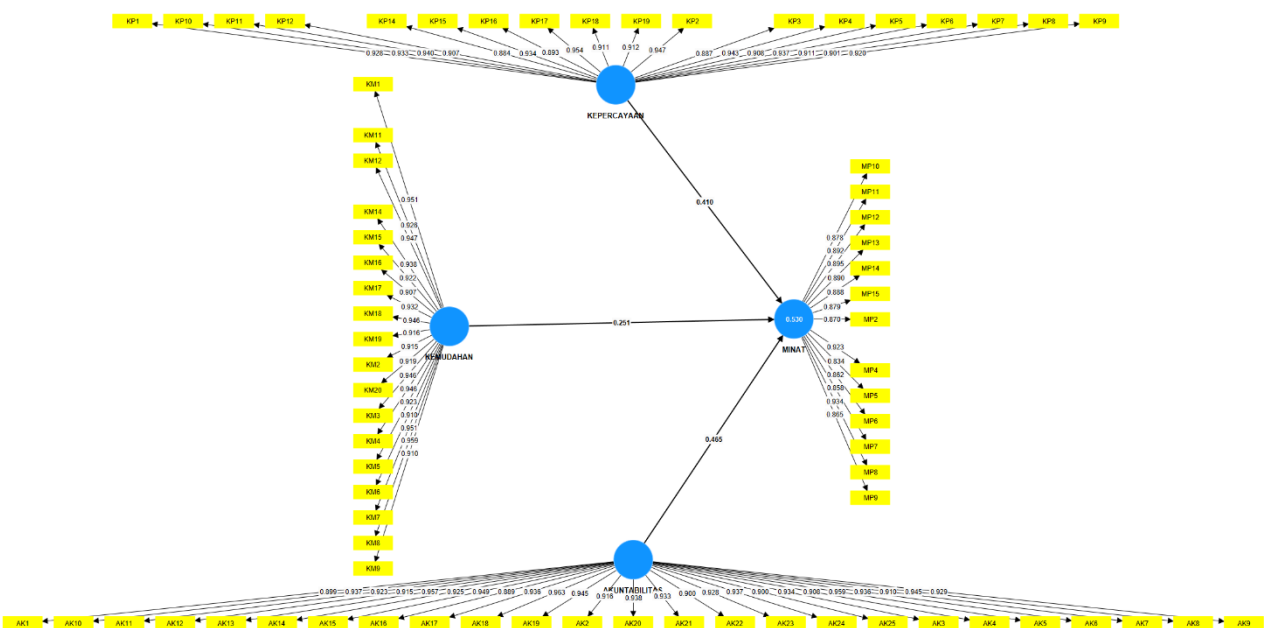 KP1 KP10 KP11 KP12 KP14 KP15 KP16 KP17 KP18 KP19 KP2 KP3 KP4 KP5 KP6 KP7 KP8 KP9
0.928 0.933 0.940 0.907 0.884 0.934 0.893 0.954 0.911 0.912 0.947 0.887 0.943 0.908 0.937 0.911 0.901 0.920
KEPERCAYAAN
KM1
KM11
KM12
KM14
KM15
KM16
KM17
KM18
KM19
KM2
KM20
KM3
KM4
KM5
KM6
KM7
KM8
KM9
0.951
0.926
0.947
0.938
0.922
0.907
0.932
0.946
0.916
0.915
0.919
0.946
0.946
0.923
0.910
0.951
0.959
0.910
KEMUDAHAN
0.410
0.251
0.465
0.530
MINAT
MP10
MP11
MP12
MP13
MP14
MP15
MP2
MP4
MP5
MP6
MP7
MP8
MP9
0.878
0.892
0.895
0.888
0.879
0.870
0.923
0.834
0.862
0.858
0.934
0.865
AKUNTABILITAS
0.899 0.937 0.923 0.915 0.957 0.925 0.949 0.889 0.936 0.963 0.945 0.916 0.938 0.933 0.900 0.928 0.937 0.900 0.934 0.908 0.959 0.936 0.910 0.945 0.929
AK1 AK10 AK11 AK12 AK13 AK14 AK15 AK16 AK17 AK18 AK19 AK2 AK20 AK21 AK22 AK23 AK24 AK25 AK3 AK4 AK5 AK6 AK7 AK8 AK9